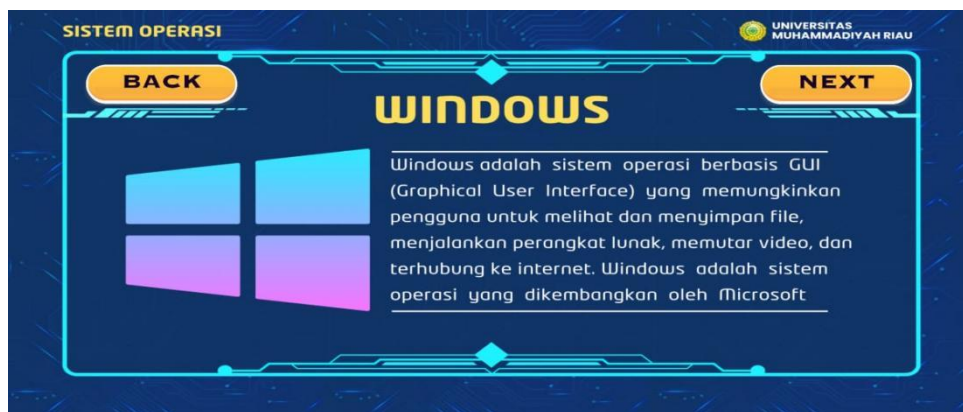 SISTEM OPERASI
UNIVERSITAS
MUHAMMADIYAH RIAU
BACK
NEXT
WINDOWS
Windows adalah sistem operasi berbasis GUI
(Graphical User Interface) yang memungkinkan
pengguna untuk melihat dan menyimpan file,
menjalankan perangkat lunak, memutar video, dan
terhubung ke internet. Windows adalah sistem
operasi yang dikembangkan oleh Microsoft